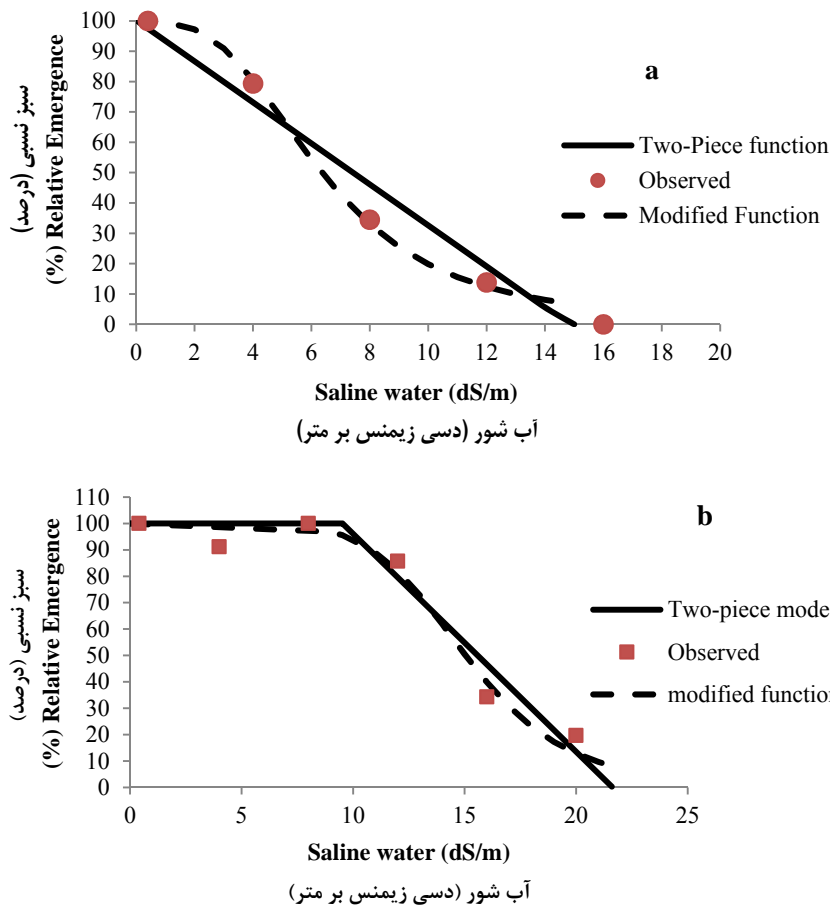 100
90
80
70
60
50
40
30
20
10
0
سبز نسبی (درصد)
(%) Relative Emergence
a
Two-Piece function
Observed
Modified Function
0 2 4 6 8 10 12 14 16 18 20
Saline water (dS/m)
آب شور (دسی زیمنس بر متر)
110
100
90
80
70
60
50
40
30
20
10
0
سبز نسبی (درصد)
(%) Relative Emergence
b
Two-piece mode
Observed
modified function
0 5 10 15 20 25
Saline water (dS/m)
آب شور (دسی زیمنس بر متر)